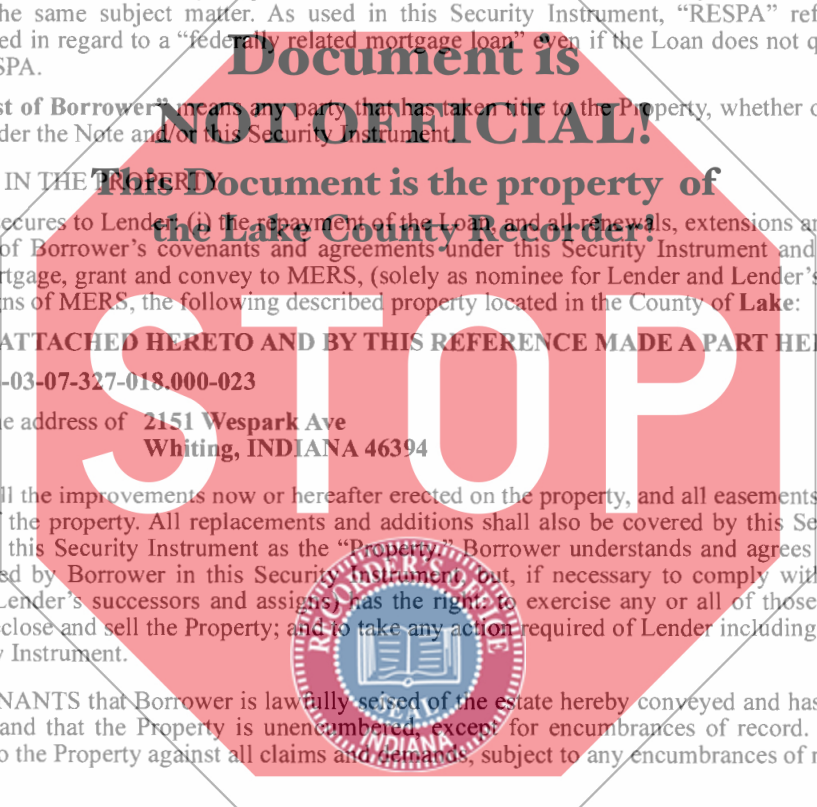 he same subject matter. As used in this Security Instrument, “RESPA” ref
ed in regard to a “federally related mortgage loan” even if the Loan does not q
SPA.
Document is
st of Borrower” means any party that has taken title to the Property, whether o
NOT OFFICIAL!
der the Note and/or this Security Instrument.
IN THE PROPERTY
This Document is the property of
the Lake County Recorder!
ecures to Lender: (i) the repayment of the Loan, and all renewals, extensions a
of Borrower’s covenants and agreements under this Security Instrument and
rtgage, grant and convey to MERS, (solely as nominee for Lender and Lender’s
gns of MERS, the following described property located in the County of Lake:
ATTACHED HERETO AND BY THIS REFERENCE MADE A PART HE
-03-07-327-018.000-023
e address of 2151 Wespark Ave
Whiting, INDIANA 46394
STOP
ll the improvements now or hereafter erected on the property, and all easements
the property. All replacements and additions shall also be covered by this Se
this Security Instrument as the “Property.” Borrower understands and agrees
ed by Borrower in this Security Instrument, but, if necessary to comply wit
Lender’s successors and assigns) has the right: to exercise any or all of those
close and sell the Property; and to take any action required of Lender including
y Instrument.
RECORDER'S OFFICE
SEAL
INDIANA
NANTS that Borrower is lawfully seised of the estate hereby conveyed and has
and that the Property is unencumbered, except for encumbrances of record.
o the Property against all claims and demands, subject to any encumbrances of r